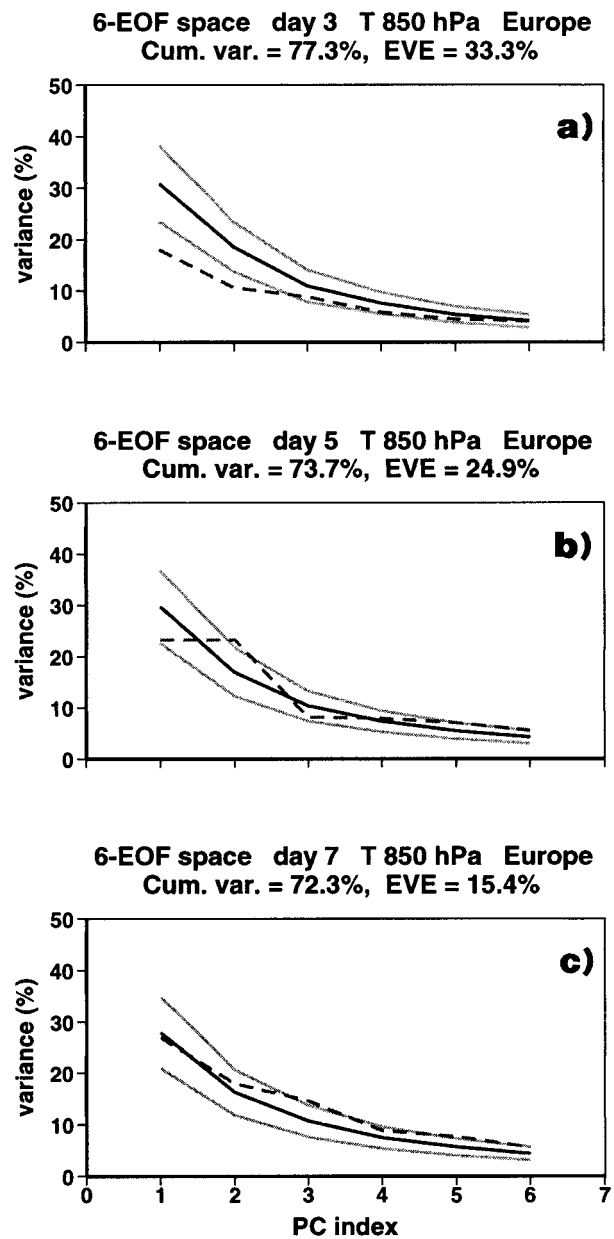 6-EOF space day 3 T 850 hPa Europe
Cum. var. = 77.3%, EVE = 33.3%
a)
50
40
30
20
10
0
variance (%)
6-EOF space day 5 T 850 hPa Europe
Cum. var. = 73.7%, EVE = 24.9%
b)
50
40
30
20
10
0
variance (%)
6-EOF space day 7 T 850 hPa Europe
Cum. var. = 72.3%, EVE = 15.4%
c)
50
40
30
20
10
0
variance (%)
0 1 2 3 4 5 6 7
PC index